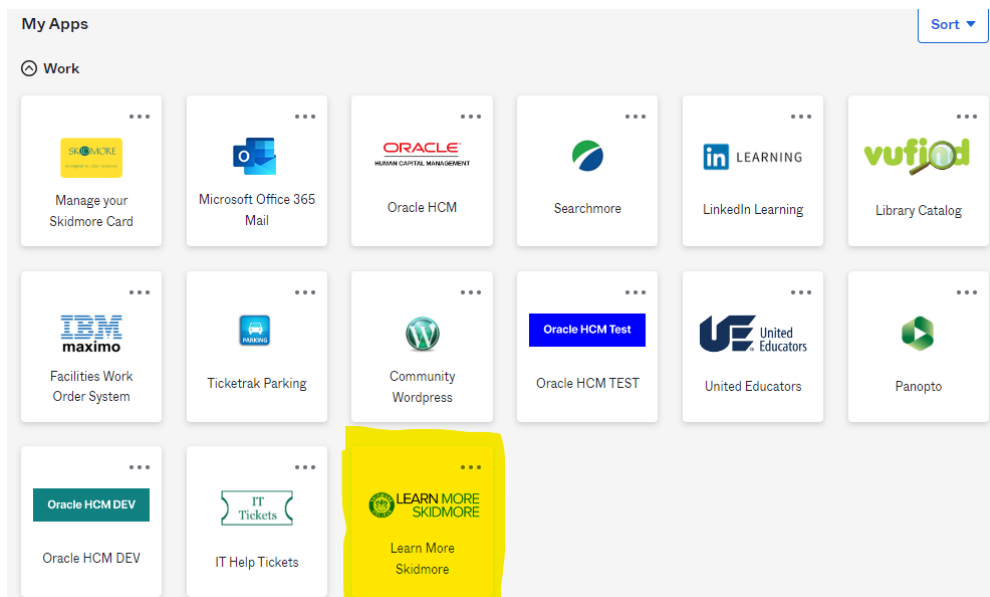 My Apps
Sort
Work
SKIDMORE
Manage your
Skidmore Card
Microsoft Office 365
Mail
ORACLE
HUMAN CAPITAL MANAGEMENT
Oracle HCM
Searchmore
in LEARNING
LinkedIn Learning
vufind
Library Catalog
IBM
maximo
Facilities Work
Order System
PARKING
Ticketrak Parking
W
Community
Wordpress
Oracle HCM Test
Oracle HCM TEST
UE United
Educators
United Educators
Panopto
Oracle HCM DEV
Oracle HCM DEV
IT
Tickets
IT Help Tickets
LEARN MORE
SKIDMORE
Learn More
Skidmore